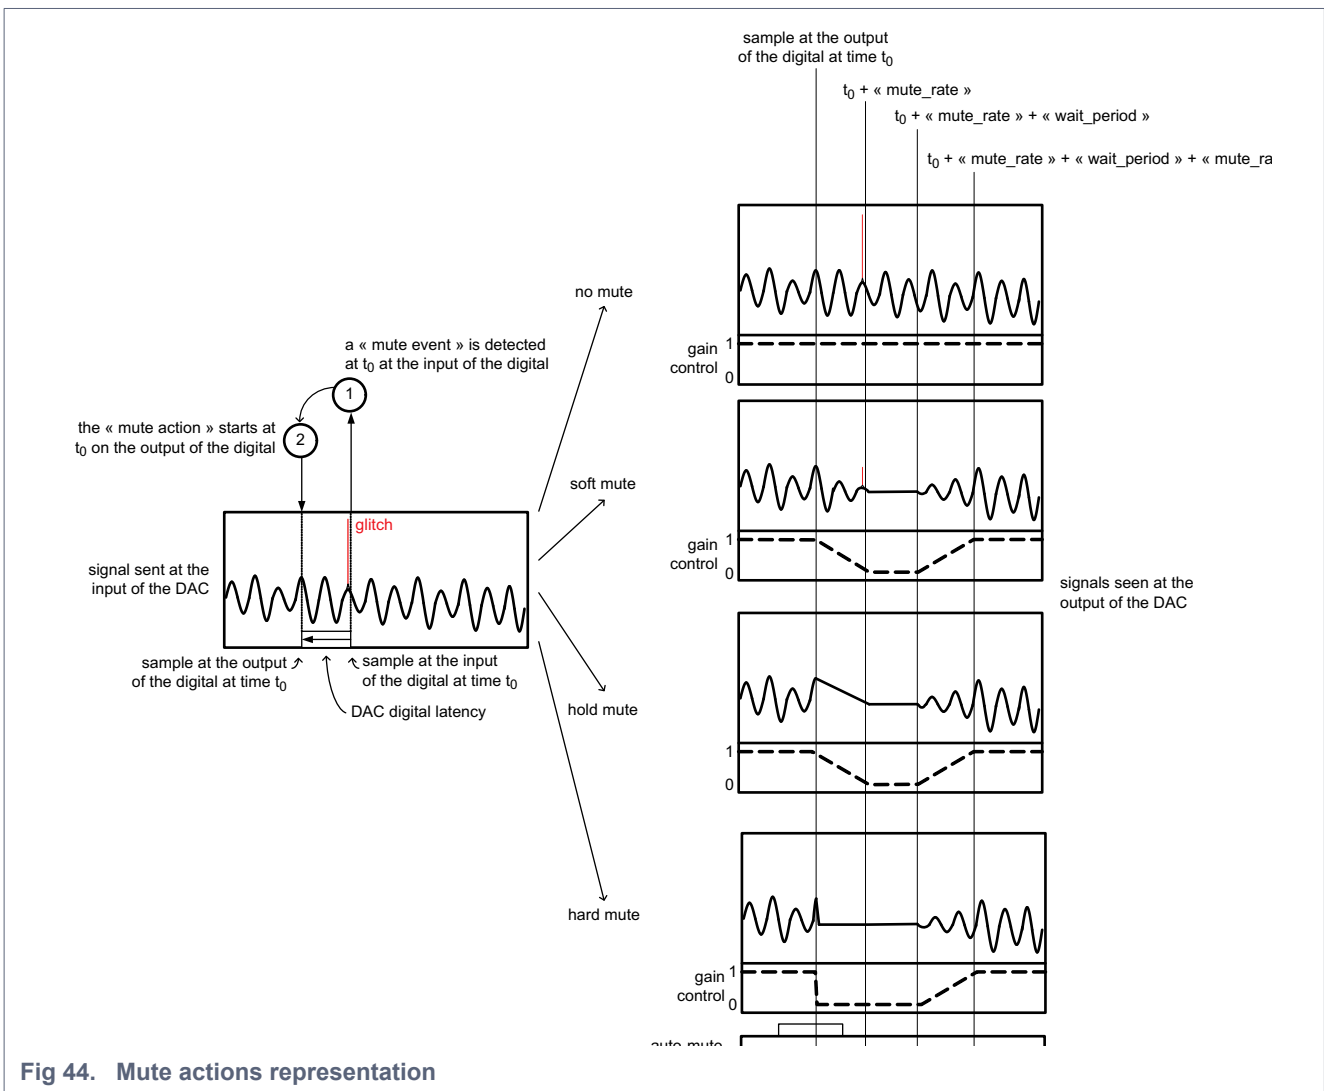 sample at the output
of the digital at time t0
t0 + « mute_rate »
t0 + « mute_rate » + « wait_period »
t0 + « mute_rate » + « wait_period » + « mute_ra
no mute
a « mute event » is detected
at t0 at the input of the digital
1
the « mute action » starts at
t0 on the output of the digital
2
gain
control
1
0
soft mute
glitch
signal sent at the
input of the DAC
gain
control
1
0
signals seen at the
output of the DAC
sample at the output
of the digital at time t0
sample at the input
of the digital at time t0
DAC digital latency
hold mute
1
0
hard mute
gain
control
1
0
auto mute
Fig 44. Mute actions representation